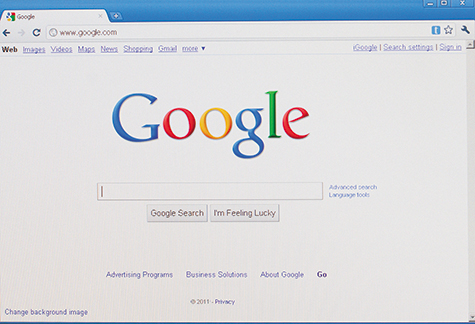 Google
www.google.com
Web Images Videos Maps News Shopping Gmail more ▼ iGoogle | Search settings | Sign in
Google
Advanced search
Language tools
Google Search I'm Feeling Lucky
Advertising Programs Business Solutions About Google Go
© 2011 - Privacy
Change background image